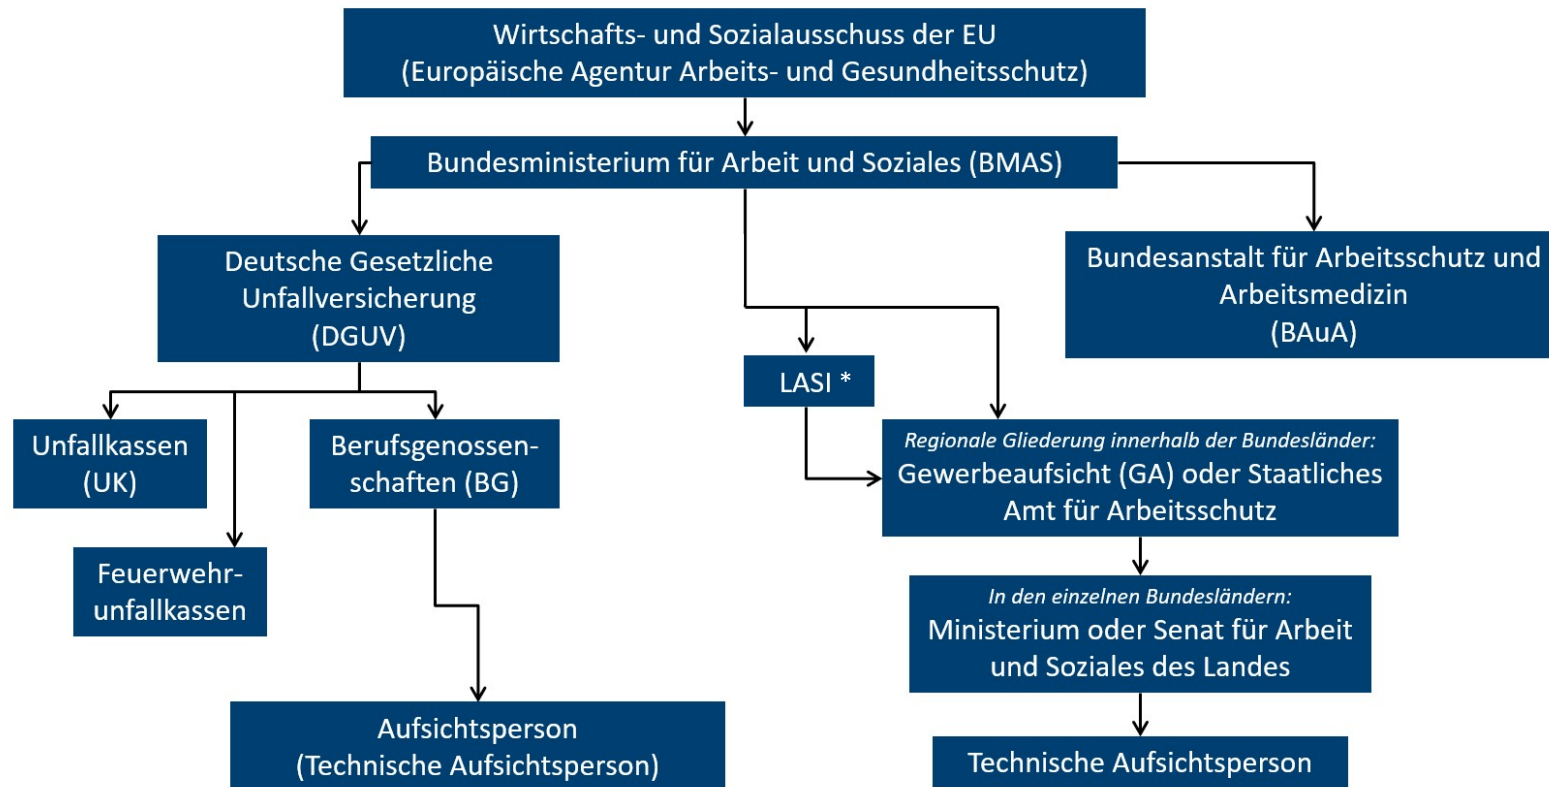 Wirtschafts- und Sozialausschuss der EU
(Europäische Agentur Arbeits- und Gesundheitsschutz)
Bundesministerium für Arbeit und Soziales (BMAS)
Deutsche Gesetzliche
Unfallversicherung
(DGUV)
Bundesanstalt für Arbeitsschutz und
Arbeitsmedizin
(BAuA)
LASI *
Unfallkassen
(UK)
Berufsgenossen-
schaften (BG)
Regionale Gliederung innerhalb der Bundesländer:
Gewerbeaufsicht (GA) oder Staatliches
Amt für Arbeitsschutz
Feuerwehr-
unfallkassen
In den einzelnen Bundesländern:
Ministerium oder Senat für Arbeit
und Soziales des Landes
Aufsichtsperson
(Technische Aufsichtsperson)
Technische Aufsichtsperson